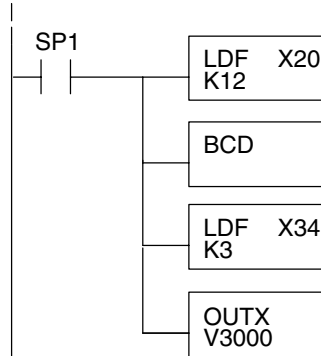 SP1
LDF X20
K12
BCD
LDF X34
K3
OUTX
V3000